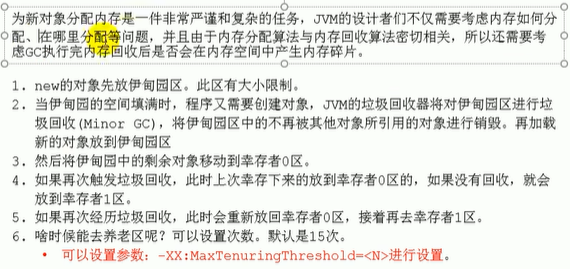 为新对象分配内存是一件非常严谨和复杂的任务，JVM的设计者们不仅需要考虑内存如何分
配、在哪里分配等问题，并且由于内存分配算法与内存回收算法密切相关，所以还需要考
虑GC执行完内存回收后是否会在内存空间中产生内存碎片。
1. new的对象先放伊甸园区。此区有大小限制。
2. 当伊甸园的空间填满时，程序又需要创建对象，JVM的垃圾回收器将对伊甸园区进行垃
圾回收(Minor GC)，将伊甸园区中的不再被其他对象所引用的对象进行销毁。再加载
新的对象放到伊甸园区
3. 然后将伊甸园中的剩余对象移动到幸存者0区。
4. 如果再次触发垃圾回收，此时上次幸存下来的放到幸存者0区的，如果没有回收，就会
放到幸存者1区。
5. 如果再次经历垃圾回收，此时会重新放回幸存者0区，接着再去幸存者1区。
6. 啥时候能去养老区呢？可以设置次数。默认是15次。
• 可以设置参数：-XX:MaxTenuringThreshold=<N>进行设置。